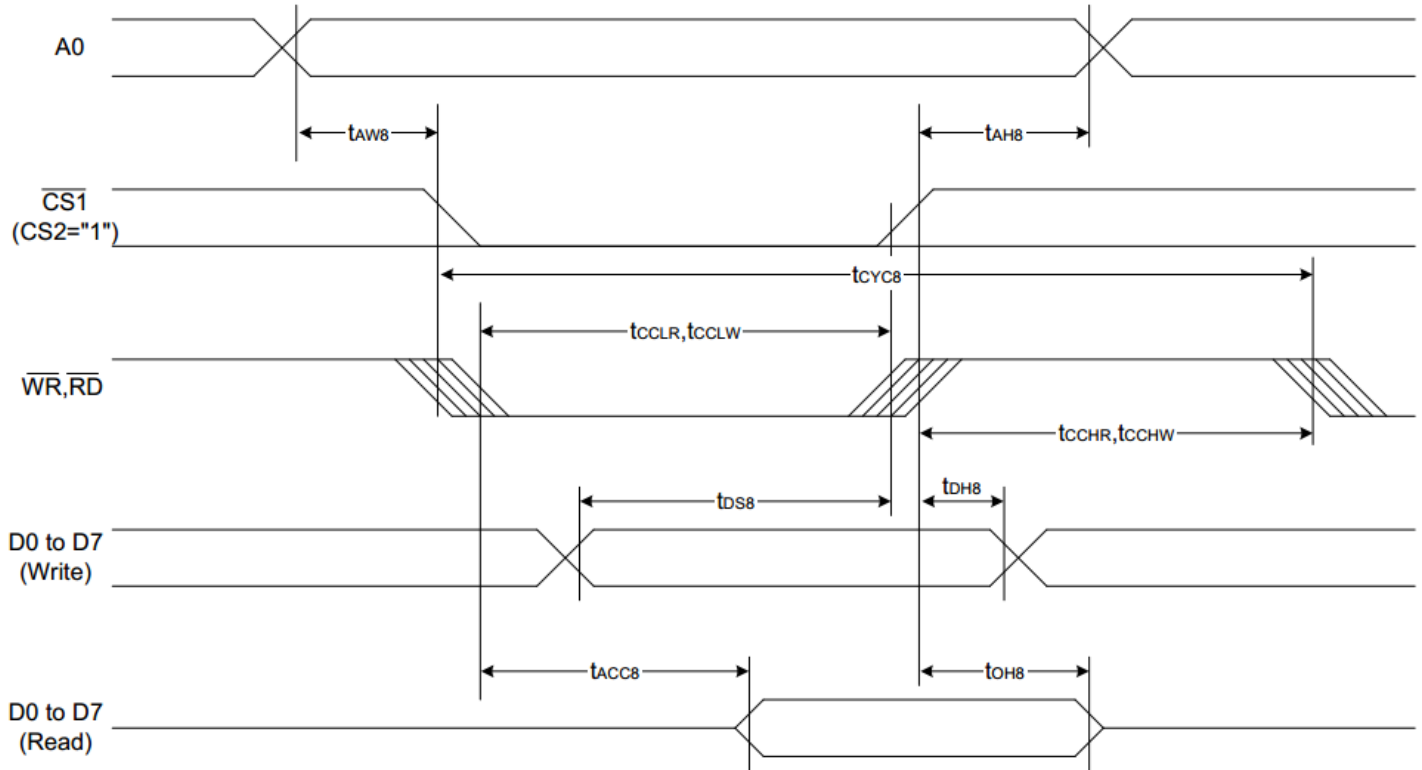 A0
tAW8
tAH8
CS1
(CS2="1")
tCYC8
tCCLR,tCCLW
WR,RD
tCCHR,tCCHW
tDS8
tDH8
D0 to D7
(Write)
tACC8
tOH8
D0 to D7
(Read)